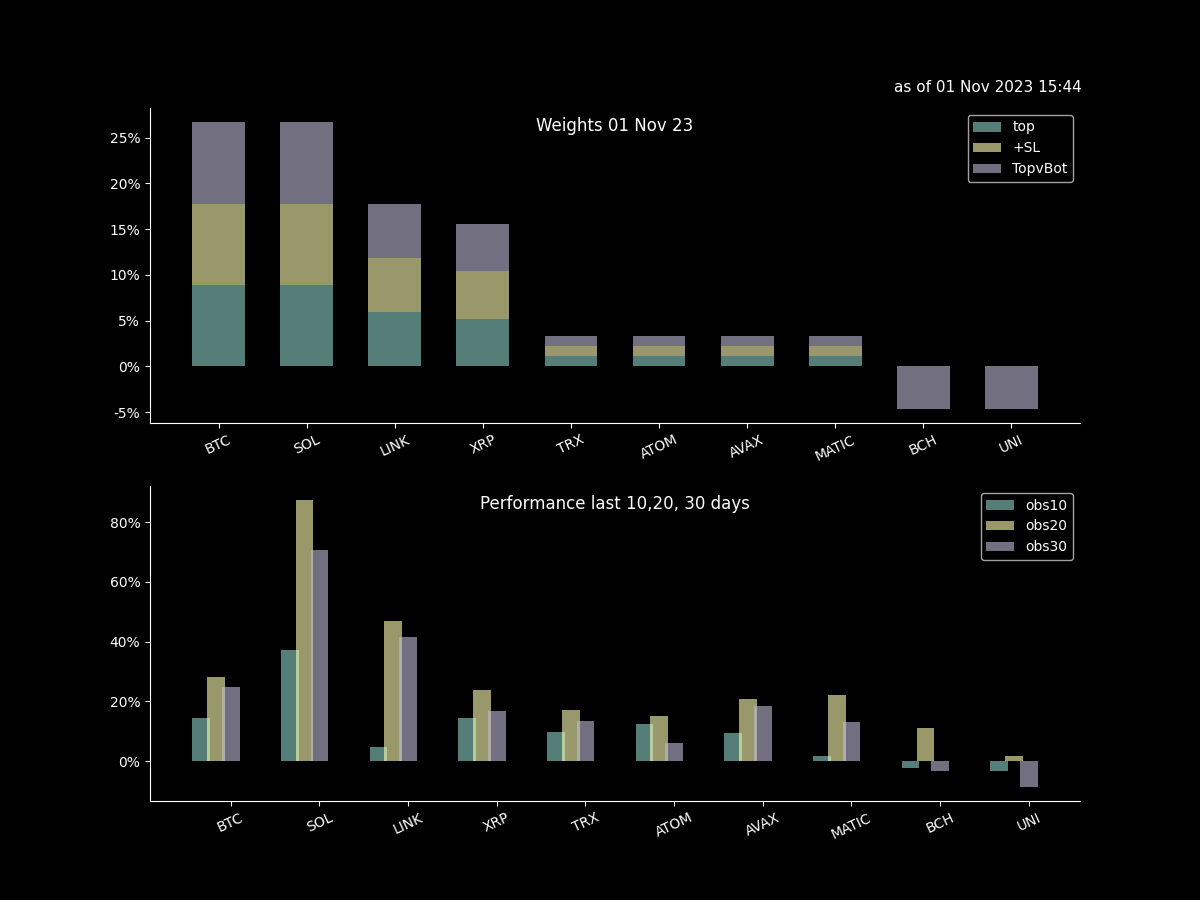 as of 01 Nov 2023 15:44
Weights 01 Nov 23
top
+SL
TopvBot
25%
20%
15%
10%
5%
0%
-5%
BTC SOL LINK XRP TRX ATOM AVAX MATIC BCH UNI
Performance last 10,20, 30 days
obs10
obs20
obs30
80%
60%
40%
20%
0%
BTC SOL LINK XRP TRX ATOM AVAX MATIC BCH UNI